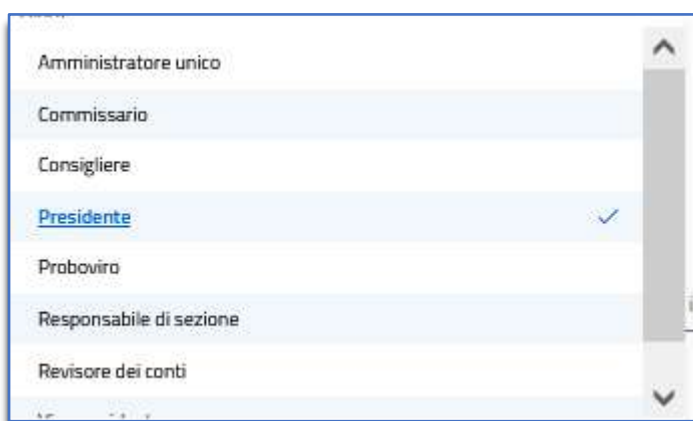 Amministratore unico
Commissario
Consigliere
Presidente
Proboviro
Responsabile di sezione
Revisore dei conti